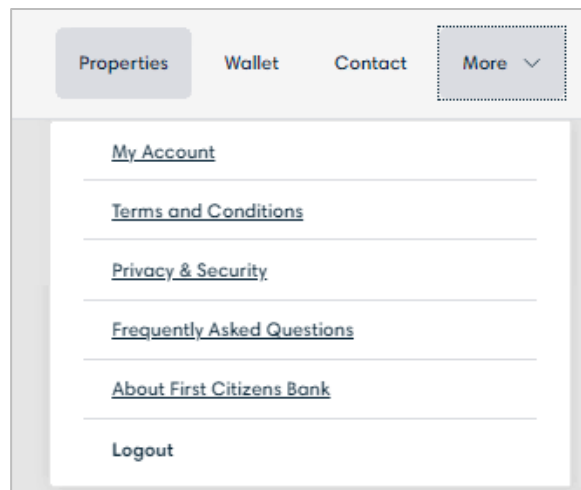 Properties Wallet Contact More
My Account
Terms and Conditions
Privacy & Security
Frequently Asked Questions
About First Citizens Bank
Logout